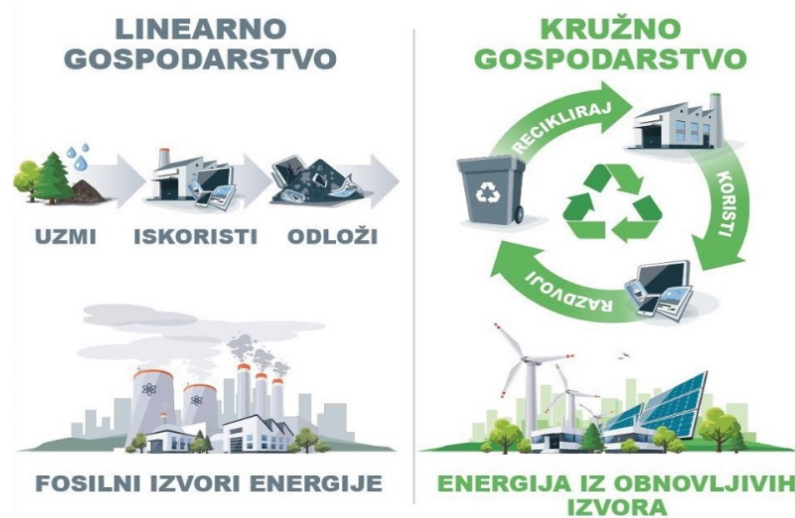 LINEARNO
GOSPODARSTVO
UZMI
ISKORISTI
ODLOŽI
FOSILNI IZVORI ENERGIJE
KRUŽNO
GOSPODARSTVO
RECIKLIRAJ
KORISTI
RAZDVOJI
ENERGIJA IZ OBNOVLJIVIH
IZVORA